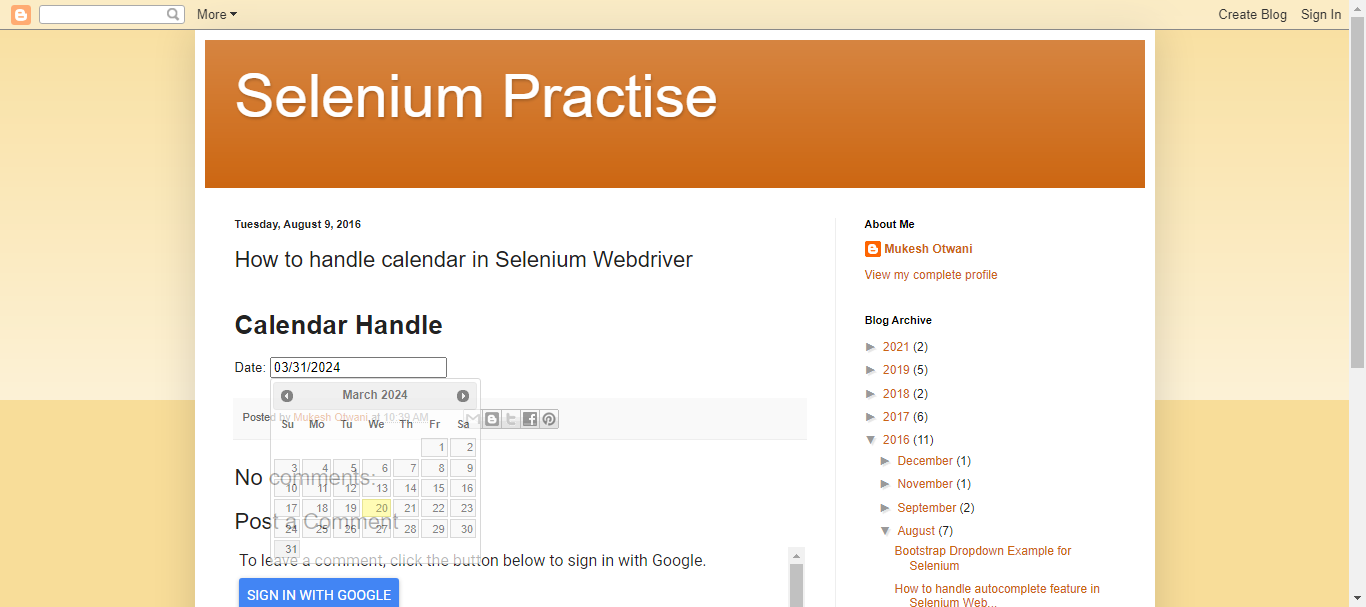 More
Create Blog
Sign In
Selenium Practise
Tuesday, August 9, 2016
How to handle calendar in Selenium Webdriver
Calendar Handle
Date: 03/31/2024
March 2024
Posted by Mukesh Otwani at 10:39 AM
Su Mo Tu We Th Fr Sa
1 2
3 4 5 6 7 8 9
10 11 12 13 14 15 16
17 18 19 20 21 22 23
24 25 26 27 28 29 30
31
No comments:
Post a Comment
To leave a comment, click the button below to sign in with Google.
SIGN IN WITH GOOGLE
About Me
Mukesh Otwani
View my complete profile
Blog Archive
► 2021 (2)
► 2019 (5)
► 2018 (2)
► 2017 (6)
▼ 2016 (11)
► December (1)
► November (1)
► September (2)
▼ August (7)
Bootstrap Dropdown Example for
Selenium
How to handle autocomplete feature in
Selenium Web...